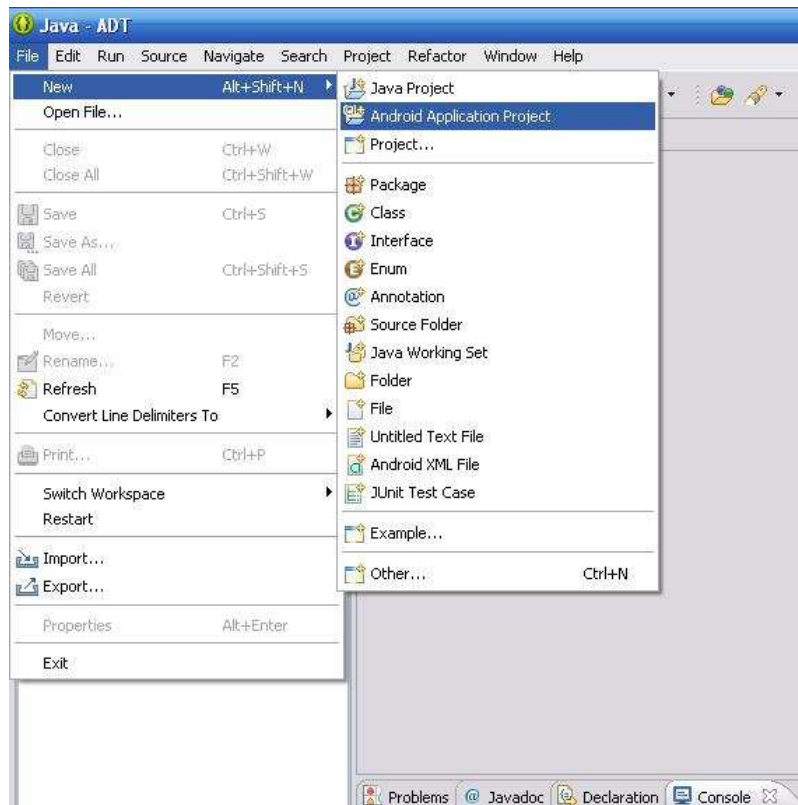 Java - ADT
File Edit Run Source Navigate Search Project Refactor Window Help
New Alt+Shift+N
Open File...
Close Ctrl+W
Close All Ctrl+Shift+W
Save Ctrl+S
Save As...
Save All Ctrl+Shift+S
Revert
Move...
Rename... F2
Refresh F5
Convert Line Delimiters To
Print... Ctrl+P
Switch Workspace
Restart
Import...
Export...
Properties Alt+Enter
Exit
Java Project
Android Application Project
Project...
Package
Class
Interface
Enum
Annotation
Source Folder
Java Working Set
Folder
File
Untitled Text File
Android XML File
JUnit Test Case
Example...
Other... Ctrl+N
Problems @ Javadoc Declaration Console